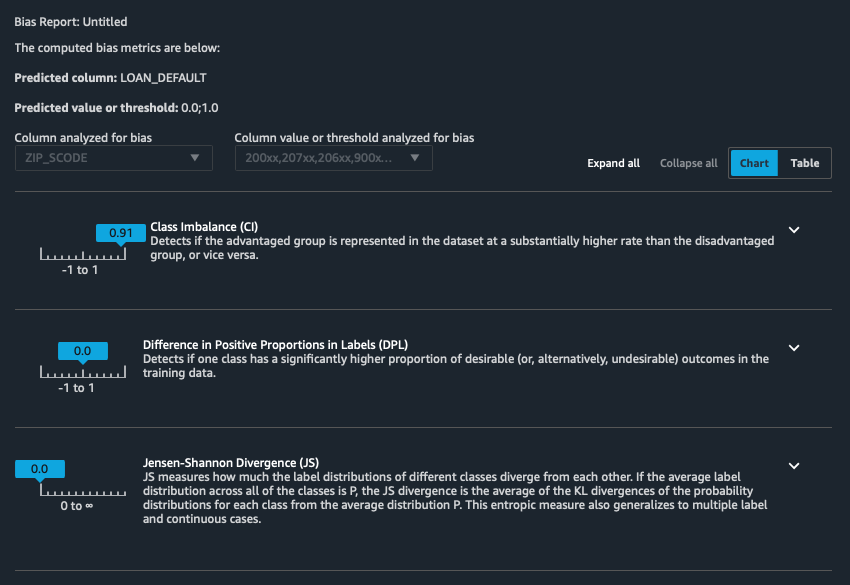 Bias Report: Untitled
The computed bias metrics are below:
Predicted column: LOAN_DEFAULT
Predicted value or threshold: 0.0;1.0
Column analyzed for bias
Column value or threshold analyzed for bias
ZIP_SCODE
200xx,207xx,206xx,900x...
Expand all
Collapse all
Chart
Table
0.91
-1 to 1
Class Imbalance (CI)
Detects if the advantaged group is represented in the dataset at a substantially higher rate than the disadvantaged
group, or vice versa.
0.0
-1 to 1
Difference in Positive Proportions in Labels (DPL)
Detects if one class has a significantly higher proportion of desirable (or, alternatively, undesirable) outcomes in the
training data.
0.0
0 to ∞
Jensen-Shannon Divergence (JS)
JS measures how much the label distributions of different classes diverge from each other. If the average label
distribution across all of the classes is P, the JS divergence is the average of the KL divergences of the probability
distributions for each class from the average distribution P. This entropic measure also generalizes to multiple label
and continuous cases.